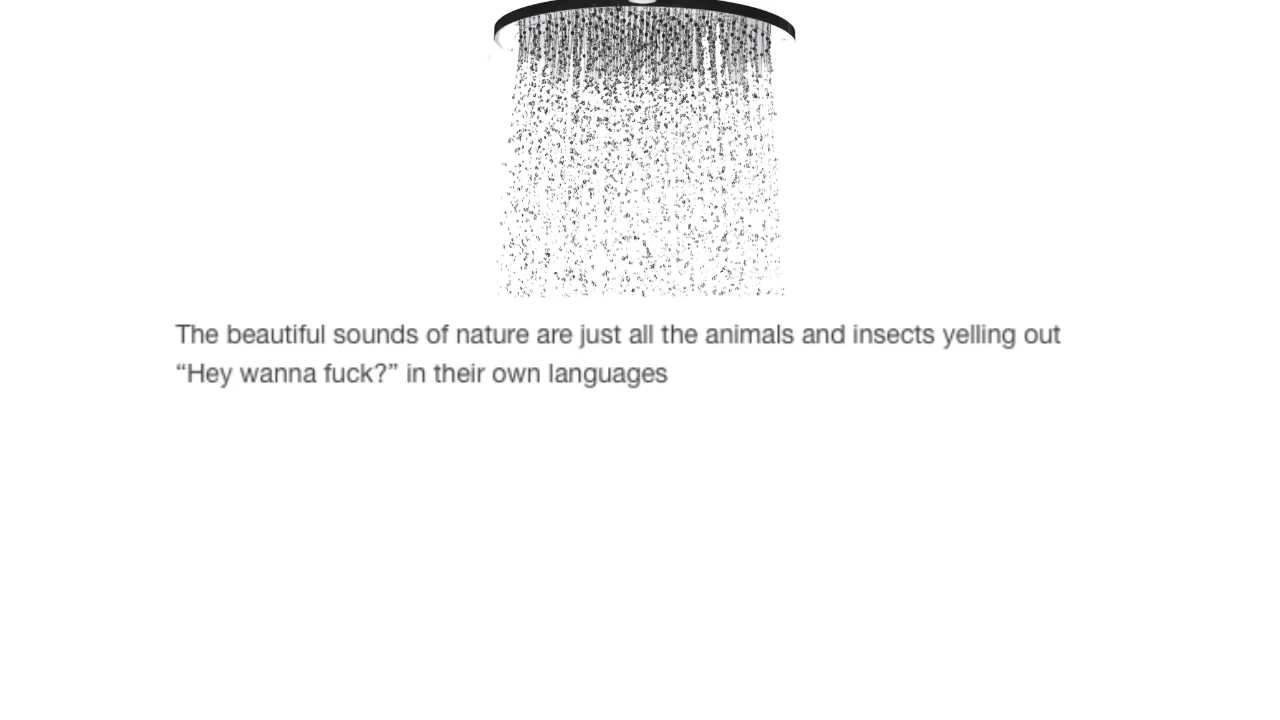 The beautiful sounds of nature are just all the animals and insects yelling out
“Hey wanna fuck?” in their own languages